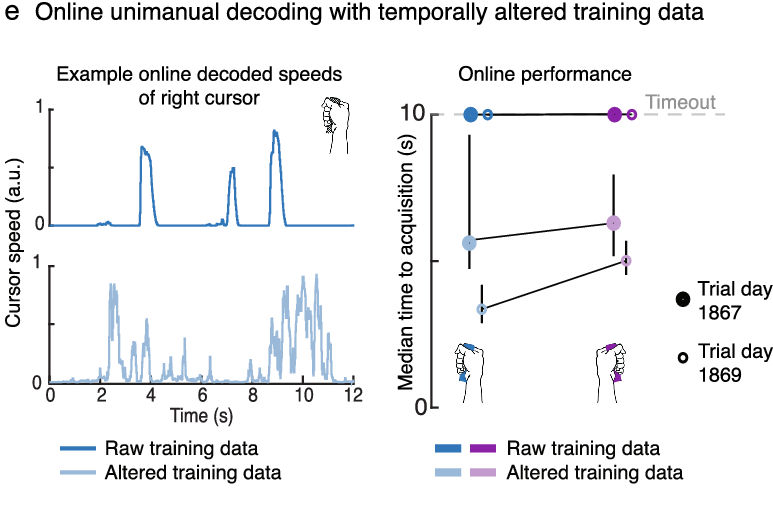 e Online unimanual decoding with temporally altered training data
Example online decoded speeds
of right cursor
Cursor speed (a.u.)
1
0
1
0
0 2 4 6 8 10 12
Time (s)
Raw training data
Altered training data
Online performance
Timeout
Median time to acquisition (s)
10
0
Trial day
1867
Trial day
1869
Raw training data
Altered training data